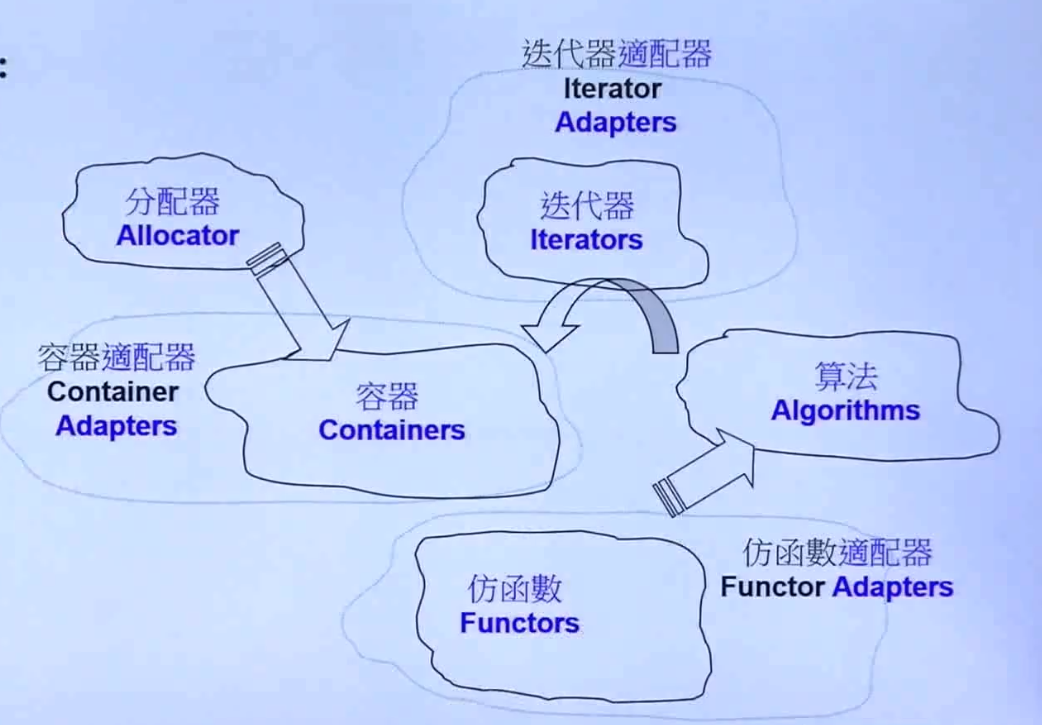 :
迭代器適配器
Iterator
Adapters
分配器
Allocator
迭代器
Iterators
容器適配器
Container
Adapters
容器
Containers
算法
Algorithms
仿函數
Functors
仿函數適配器
Functor Adapters